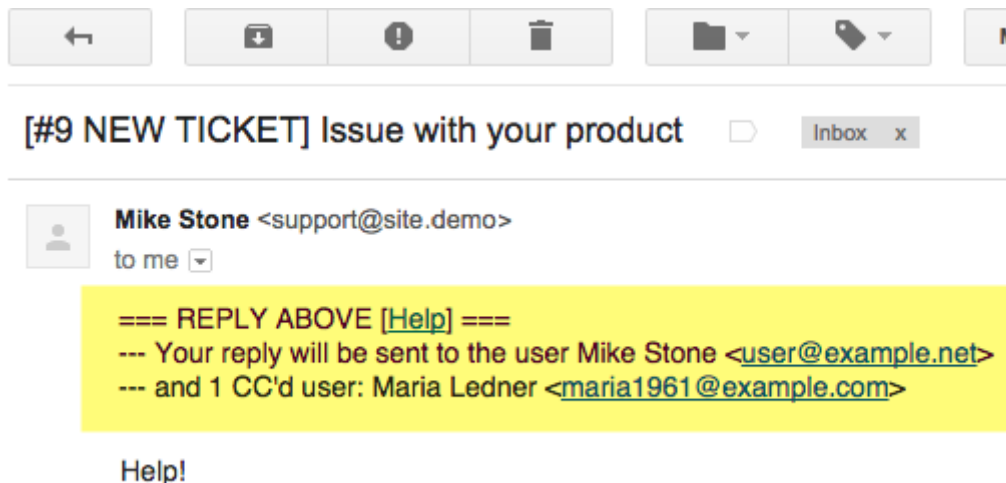 [#9 NEW TICKET] Issue with your product Inbox x
Mike Stone <support@site.demo>
to me
=== REPLY ABOVE [Help] ===
--- Your reply will be sent to the user Mike Stone <user@example.net>
--- and 1 CC'd user: Maria Ledner <maria1961@example.com>
Help!